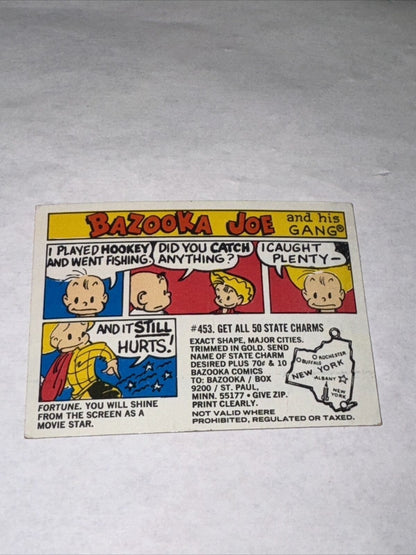 BAZOOKA JOE and his GANG®
I PLAYED HOOKEY
AND WENT FISHING.
DID YOU CATCH
ANYTHING?
I CAUGHT
PLENTY—
AND IT STILL
HURTS!
#453. GET ALL 50 STATE CHARMS
EXACT SHAPE, MAJOR CITIES.
TRIMMED IN GOLD. SEND
NAME OF STATE CHARM
DESIRED PLUS 70¢ & 10
BAZOOKA COMICS
TO: BAZOOKA / BOX
9200 / ST. PAUL,
MINN. 55177 • GIVE ZIP.
PRINT CLEARLY.
NOT VALID WHERE
PROHIBITED, REGULATED OR TAXED.
ROCHESTER
BUFFALO
NEW YORK
ALBANY
NEW
YORK
FORTUNE. YOU WILL SHINE
FROM THE SCREEN AS A
MOVIE STAR.